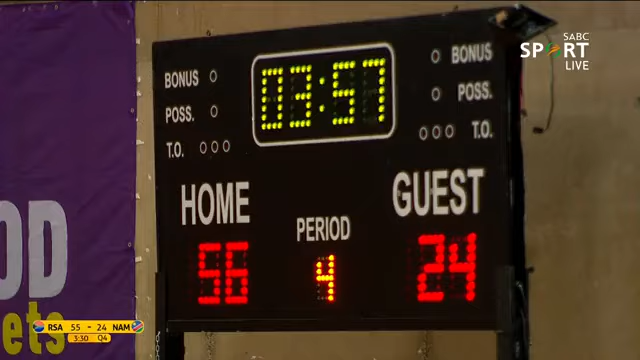 SABC
SPORT
LIVE
BONUS 03:57 BONUS
POSS. POSS.
T.O. T.O.
HOME GUEST
PERIOD
56 4 24
OD
ets
RSA 55 - 24 NAM
3:30 Q4